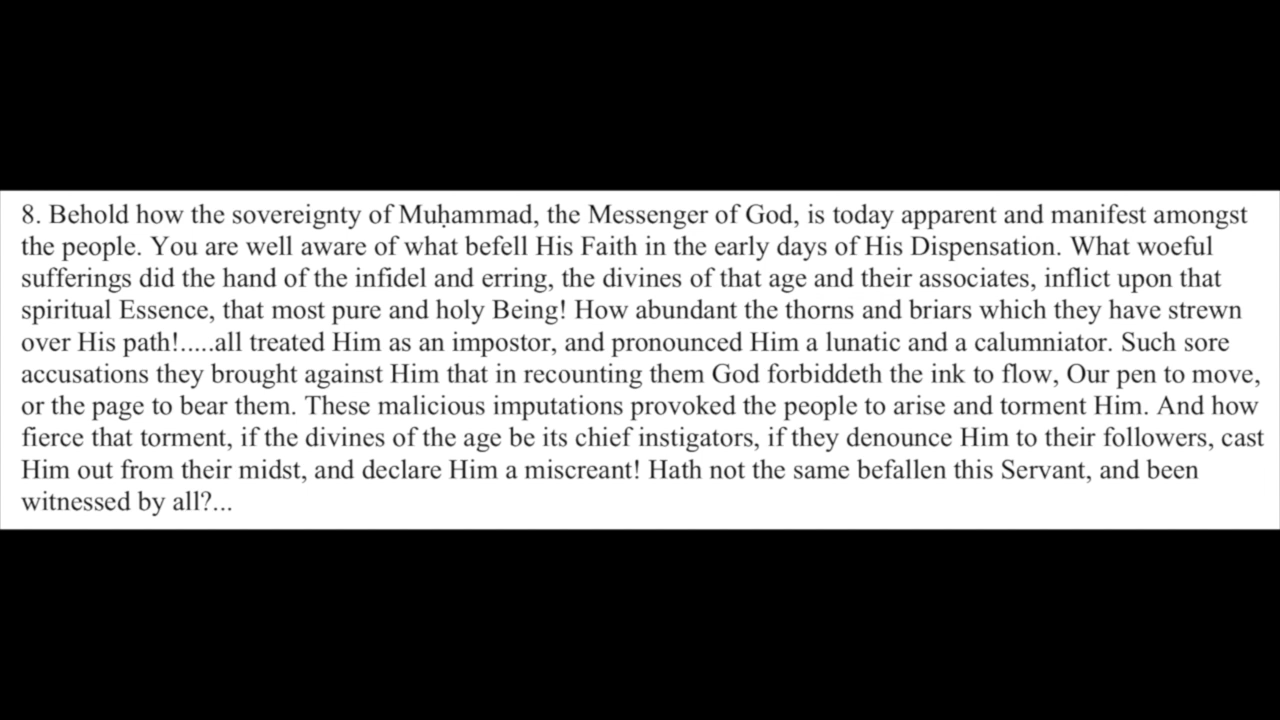 8. Behold how the sovereignty of Muḥammad, the Messenger of God, is today apparent and manifest amongst
the people. You are well aware of what befell His Faith in the early days of His Dispensation. What woeful
sufferings did the hand of the infidel and erring, the divines of that age and their associates, inflict upon that
spiritual Essence, that most pure and holy Being! How abundant the thorns and briars which they have strewn
over His path!.....all treated Him as an impostor, and pronounced Him a lunatic and a calumniator. Such sore
accusations they brought against Him that in recounting them God forbiddeth the ink to flow, Our pen to move,
or the page to bear them. These malicious imputations provoked the people to arise and torment Him. And how
fierce that torment, if the divines of the age be its chief instigators, if they denounce Him to their followers, cast
Him out from their midst, and declare Him a miscreant! Hath not the same befallen this Servant, and been
witnessed by all?...